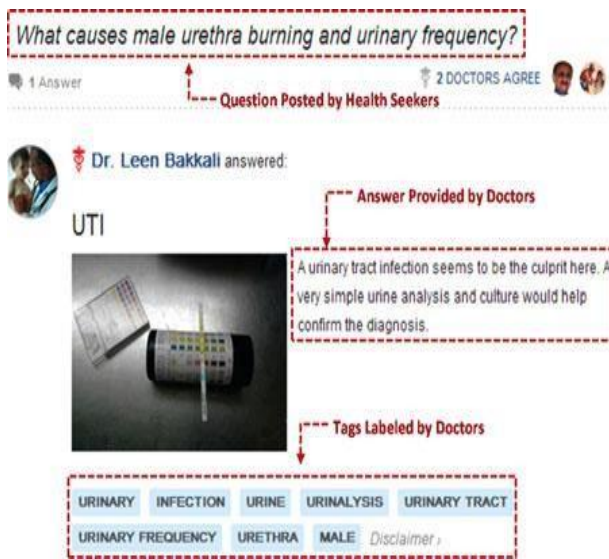 What causes male urethra burning and urinary frequency?
1 Answer
2 DOCTORS AGREE
Question Posted by Health Seekers
Dr. Leen Bakkali answered:
Answer Provided by Doctors
UTI
A urinary tract infection seems to be the culprit here. A
very simple urine analysis and culture would help
confirm the diagnosis.
Tags Labeled by Doctors
URINARY INFECTION URINE URINALYSIS URINARY TRACT
URINARY FREQUENCY URETHRA MALE Disclaimer ›